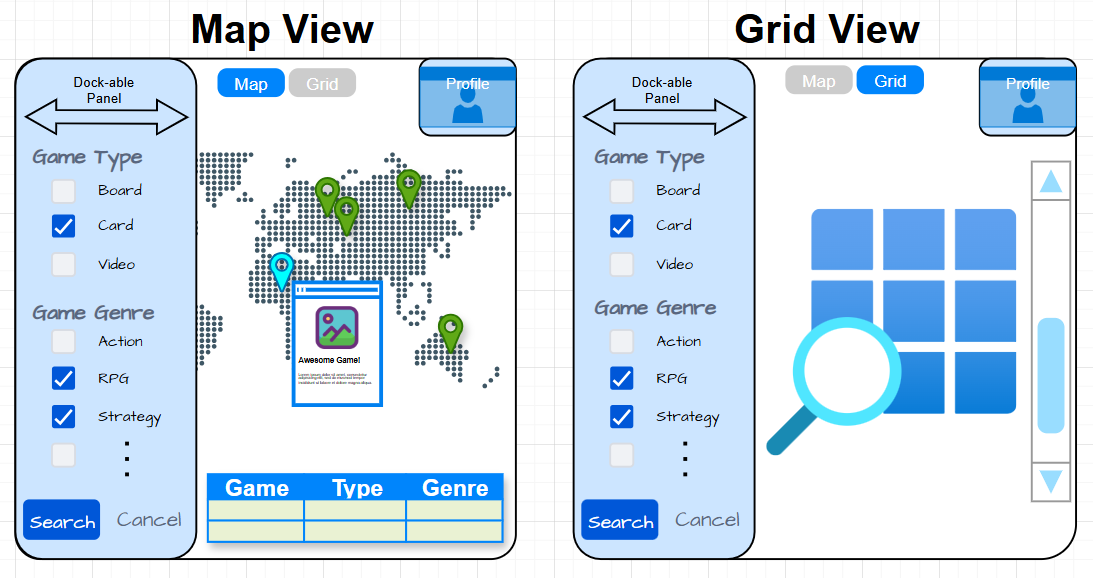 Map View
Dock-able
Panel
Map
Grid
Profile
Game Type
Board
Card
Video
Game Genre
Action
RPG
Strategy
Search
Cancel
Awesome Game!
Game
Type
Genre
Grid View
Dock-able
Panel
Map
Grid
Profile
Game Type
Board
Card
Video
Game Genre
Action
RPG
Strategy
Search
Cancel